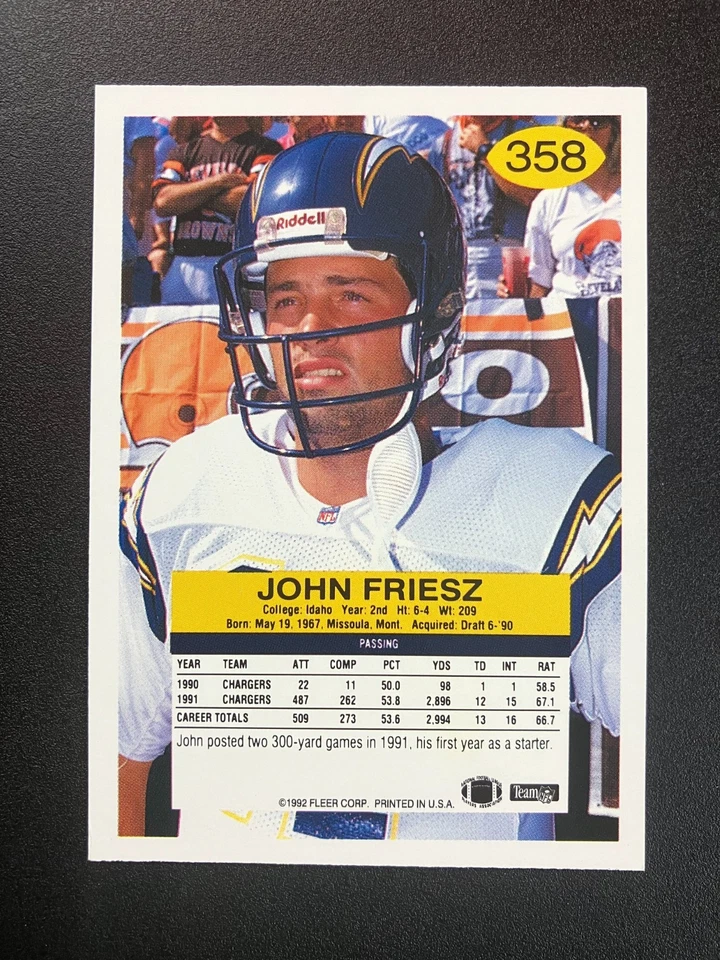 358
Riddell
BROWNS
CLEVELAND
NFL
JOHN FRIESZ
College: Idaho Year: 2nd Ht: 6-4 Wt: 209
Born: May 19, 1967, Missoula, Mont. Acquired: Draft 6-'90
PASSING
YEAR TEAM ATT COMP PCT YDS TD INT RAT
1990 CHARGERS 22 11 50.0 98 1 1 58.5
1991 CHARGERS 487 262 53.8 2,896 12 15 67.1
CAREER TOTALS 509 273 53.6 2,994 13 16 66.7
John posted two 300-yard games in 1991, his first year as a starter.
Team NFL
©1992 FLEER CORP. PRINTED IN U.S.A.